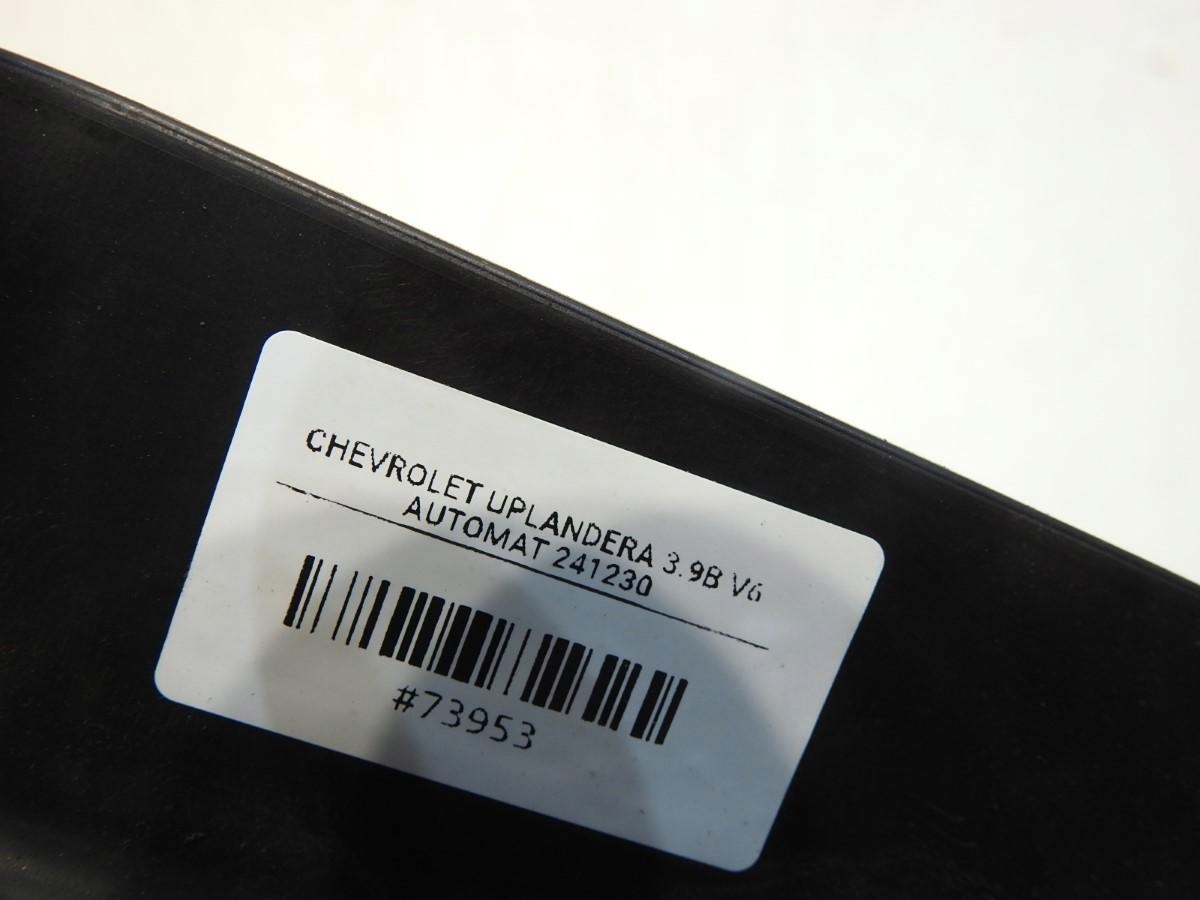 CHEVROLET UPLANDERA 3.9B V6
AUTOMAT 241230
#73953